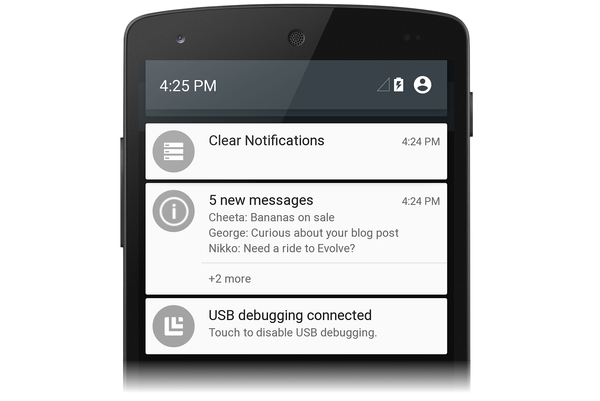 4:25 PM
Clear Notifications 4:24 PM
5 new messages 4:24 PM
Cheeta: Bananas on sale
George: Curious about your blog post
Nikko: Need a ride to Evolve?
+2 more
USB debugging connected
Touch to disable USB debugging.